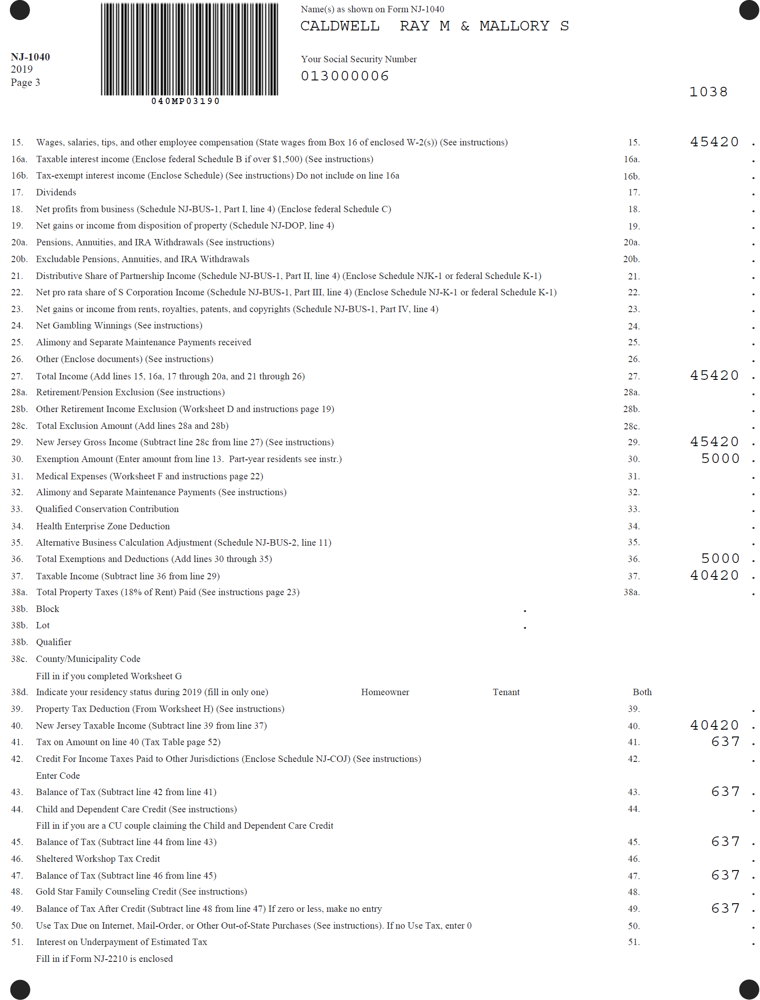 Name(s) as shown on Form NJ-1040
CALDWELL RAY M & MALLORY S
NJ-1040
2019
Page 3
Your Social Security Number
013000006
1038
040MP03190
15. Wages, salaries, tips, and other employee compensation (State wages from Box 16 of enclosed W-2(s)) (See instructions) 15. 45420 .
16a. Taxable interest income (Enclose federal Schedule B if over $1,500) (See instructions) 16a. .
16b. Tax-exempt interest income (Enclose Schedule) (See instructions) Do not include on line 16a 16b. .
17. Dividends 17. .
18. Net profits from business (Schedule NJ-BUS-1, Part I, line 4) (Enclose federal Schedule C) 18. .
19. Net gains or income from disposition of property (Schedule NJ-DOP, line 4) 19. .
20a. Pensions, Annuities, and IRA Withdrawals (See instructions) 20a. .
20b. Excludable Pensions, Annuities, and IRA Withdrawals 20b. .
21. Distributive Share of Partnership Income (Schedule NJ-BUS-1, Part II, line 4) (Enclose Schedule NJK-1 or federal Schedule K-1) 21. .
22. Net pro rata share of S Corporation Income (Schedule NJ-BUS-1, Part III, line 4) (Enclose Schedule NJ-K-1 or federal Schedule K-1) 22. .
23. Net gains or income from rents, royalties, patents, and copyrights (Schedule NJ-BUS-1, Part IV, line 4) 23. .
24. Net Gambling Winnings (See instructions) 24. .
25. Alimony and Separate Maintenance Payments received 25. .
26. Other (Enclose documents) (See instructions) 26. .
27. Total Income (Add lines 15, 16a, 17 through 20a, and 21 through 26) 27. 45420 .
28a. Retirement/Pension Exclusion (See instructions) 28a. .
28b. Other Retirement Income Exclusion (Worksheet D and instructions page 19) 28b. .
28c. Total Exclusion Amount (Add lines 28a and 28b) 28c. .
29. New Jersey Gross Income (Subtract line 28c from line 27) (See instructions) 29. 45420 .
30. Exemption Amount (Enter amount from line 13. Part-year residents see instr.) 30. 5000 .
31. Medical Expenses (Worksheet F and instructions page 22) 31. .
32. Alimony and Separate Maintenance Payments (See instructions) 32. .
33. Qualified Conservation Contribution 33. .
34. Health Enterprise Zone Deduction 34. .
35. Alternative Business Calculation Adjustment (Schedule NJ-BUS-2, line 11) 35. .
36. Total Exemptions and Deductions (Add lines 30 through 35) 36. 5000 .
37. Taxable Income (Subtract line 36 from line 29) 37. 40420 .
38a. Total Property Taxes (18% of Rent) Paid (See instructions page 23) 38a. .
38b. Block .
38b. Lot .
38b. Qualifier
38c. County/Municipality Code
Fill in if you completed Worksheet G
38d. Indicate your residency status during 2019 (fill in only one) Homeowner Tenant Both
39. Property Tax Deduction (From Worksheet H) (See instructions) 39. .
40. New Jersey Taxable Income (Subtract line 39 from line 37) 40. 40420 .
41. Tax on Amount on line 40 (Tax Table page 52) 41. 637 .
42. Credit For Income Taxes Paid to Other Jurisdictions (Enclose Schedule NJ-COJ) (See instructions) 42. .
Enter Code
43. Balance of Tax (Subtract line 42 from line 41) 43. 637 .
44. Child and Dependent Care Credit (See instructions) 44. .
Fill in if you are a CU couple claiming the Child and Dependent Care Credit
45. Balance of Tax (Subtract line 44 from line 43) 45. 637 .
46. Sheltered Workshop Tax Credit 46. .
47. Balance of Tax (Subtract line 46 from line 45) 47. 637 .
48. Gold Star Family Counseling Credit (See instructions) 48. .
49. Balance of Tax After Credit (Subtract line 48 from line 47) If zero or less, make no entry 49. 637 .
50. Use Tax Due on Internet, Mail-Order, or Other Out-of-State Purchases (See instructions). If no Use Tax, enter 0 50. .
51. Interest on Underpayment of Estimated Tax 51. .
Fill in if Form NJ-2210 is enclosed